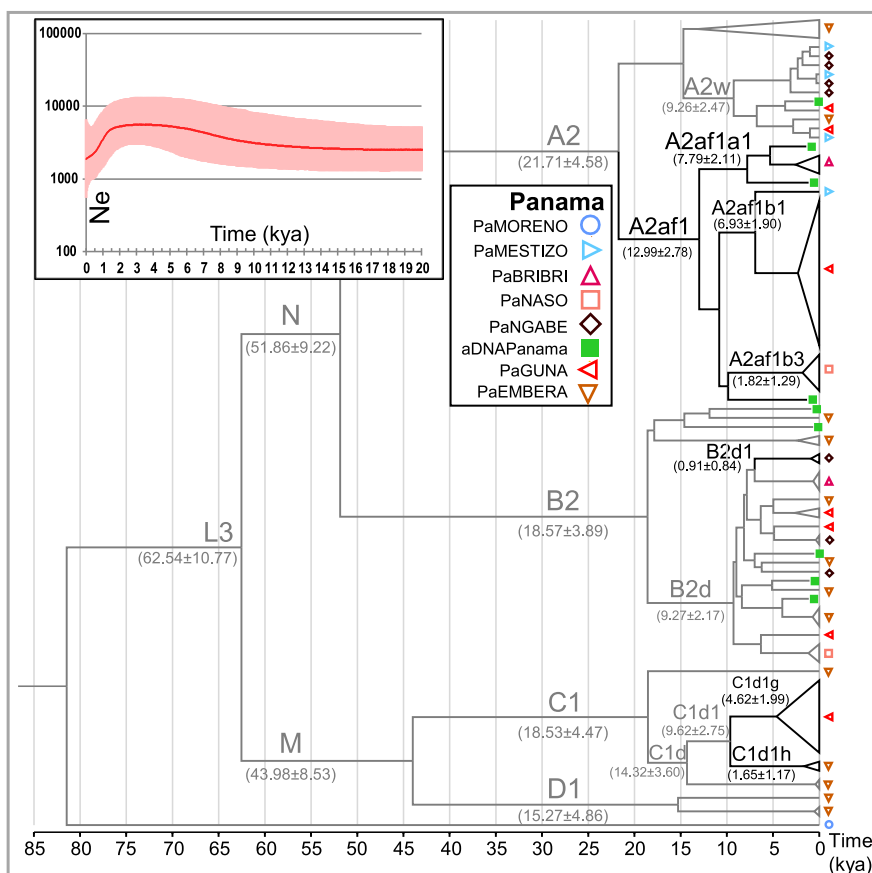 100000
10000
1000
100
Ne
Time (kya)
0 1 2 3 4 5 6 7 8 9 10 11 12 13 14 15 16 17 18 19 20
A2
(21.71±4.58)
A2w
(9.26±2.47)
A2af1a1
(7.79±2.11)
A2af1b1
(6.93±1.90)
A2af1
(12.99±2.78)
A2af1b3
(1.82±1.29)
Panama
PaMORENO
PaMESTIZO
PaBRIBRI
PaNASO
PaNGABE
aDNAPanama
PaGUNA
PaEMBERA
N
(51.86±9.22)
B2d1
(0.91±0.84)
B2
(18.57±3.89)
L3
(62.54±10.77)
B2d
(9.27±2.17)
C1d1g
(4.62±1.99)
C1
(18.53±4.47)
C1d1
(9.62±2.75)
M
(43.98±8.53)
C1d
(14.32±3.60)
C1d1h
(1.65±1.17)
D1
(15.27±4.86)
85 80 75 70 65 60 55 50 45 40 35 30 25 20 15 10 5 0 Time
(kya)